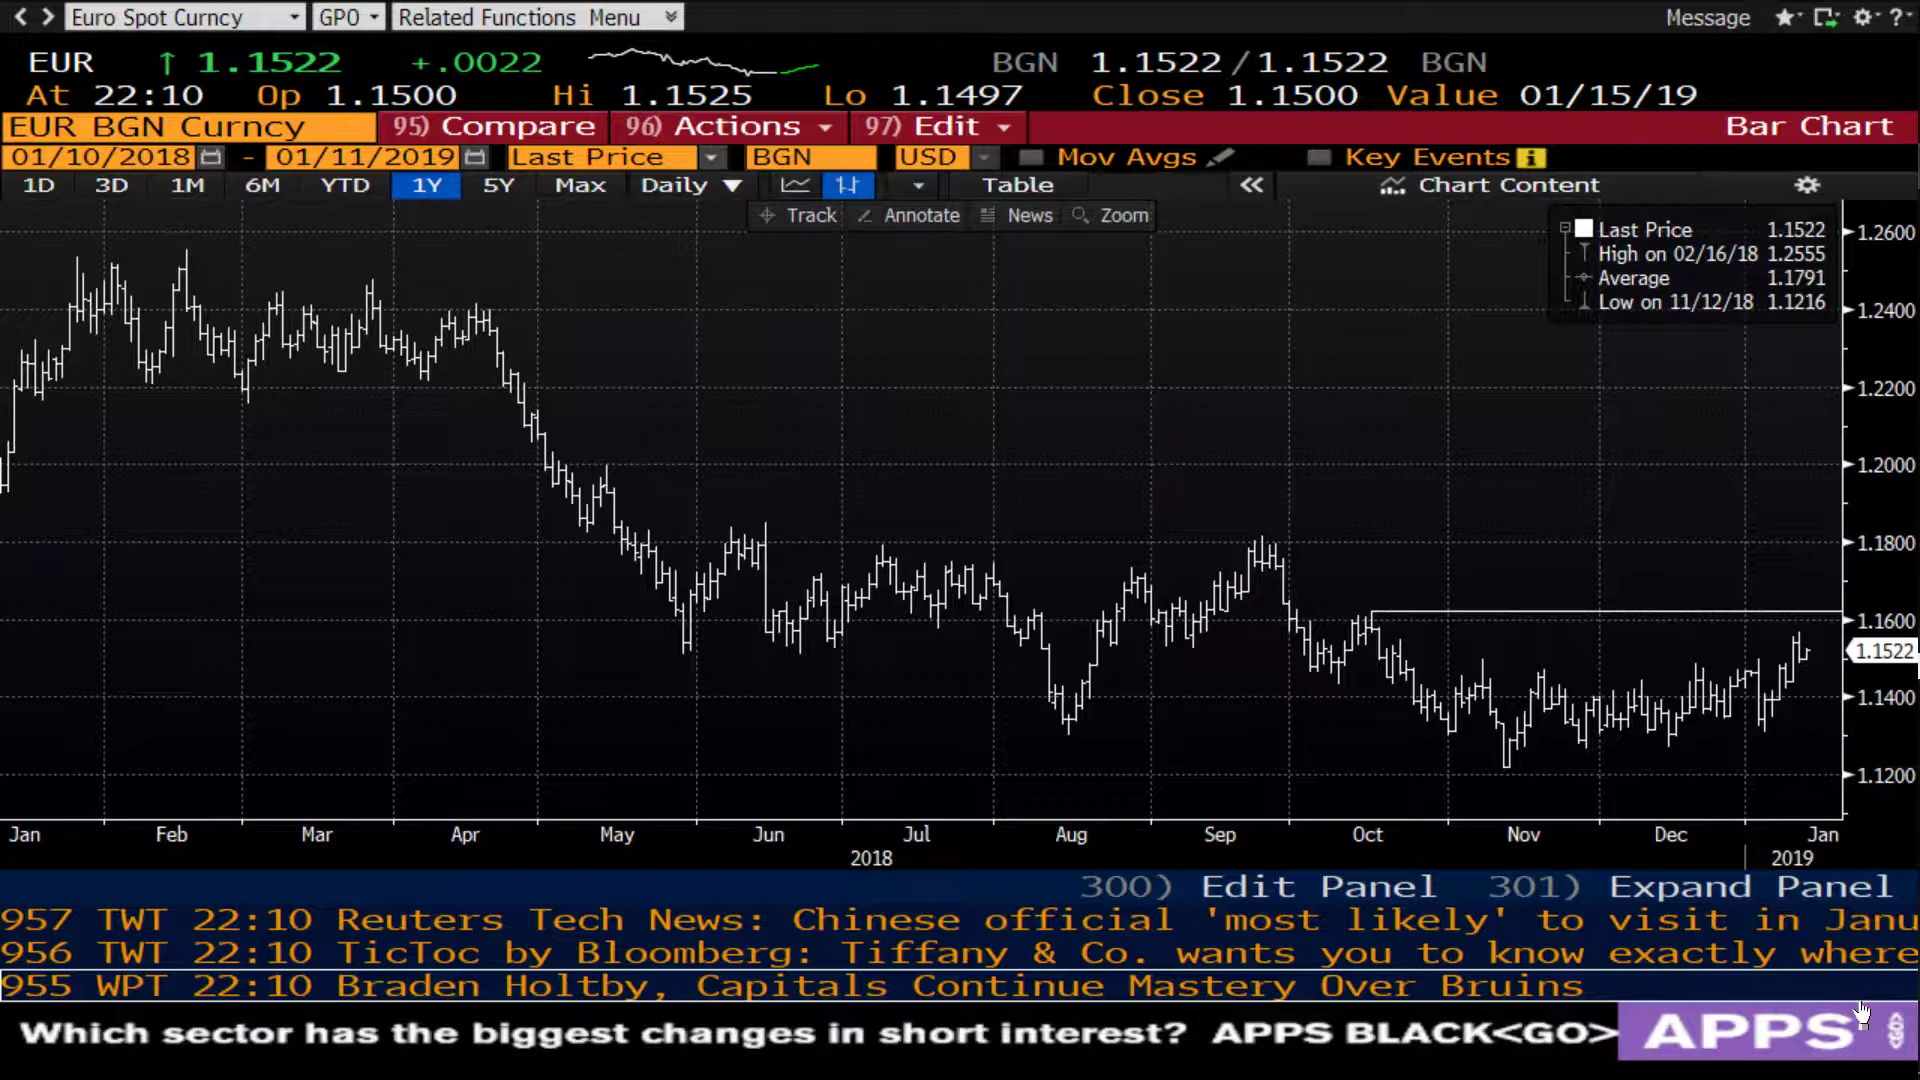 Euro Spot Curncy GPO Related Functions Menu Message ?
EUR ↑ 1.1522 +.0022 BGN 1.1522/1.1522 BGN
At 22:10 Op 1.1500 Hi 1.1525 Lo 1.1497 Close 1.1500 Value 01/15/19
EUR BGN Curncy 95) Compare 96) Actions 97) Edit Bar Chart
01/10/2018 - 01/11/2019 Last Price BGN USD Mov Avgs Key Events
1D 3D 1M 6M YTD 1Y 5Y Max Daily Table « Chart Content
Track Annotate News Zoom
Last Price 1.1522
High on 02/16/18 1.2555
Average 1.1791
Low on 11/12/18 1.1216
1.2600
1.2400
1.2200
1.2000
1.1800
1.1600
1.1522
1.1400
1.1200
Jan Feb Mar Apr May Jun Jul Aug Sep Oct Nov Dec Jan
2018 2019
300) Edit Panel 301) Expand Panel
957 TWT 22:10 Reuters Tech News: Chinese official 'most likely' to visit in Janu
956 TWT 22:10 TicToc by Bloomberg: Tiffany & Co. wants you to know exactly where
955 WPT 22:10 Braden Holtby, Capitals Continue Mastery Over Bruins
Which sector has the biggest changes in short interest? APPS BLACK<GO> APPS